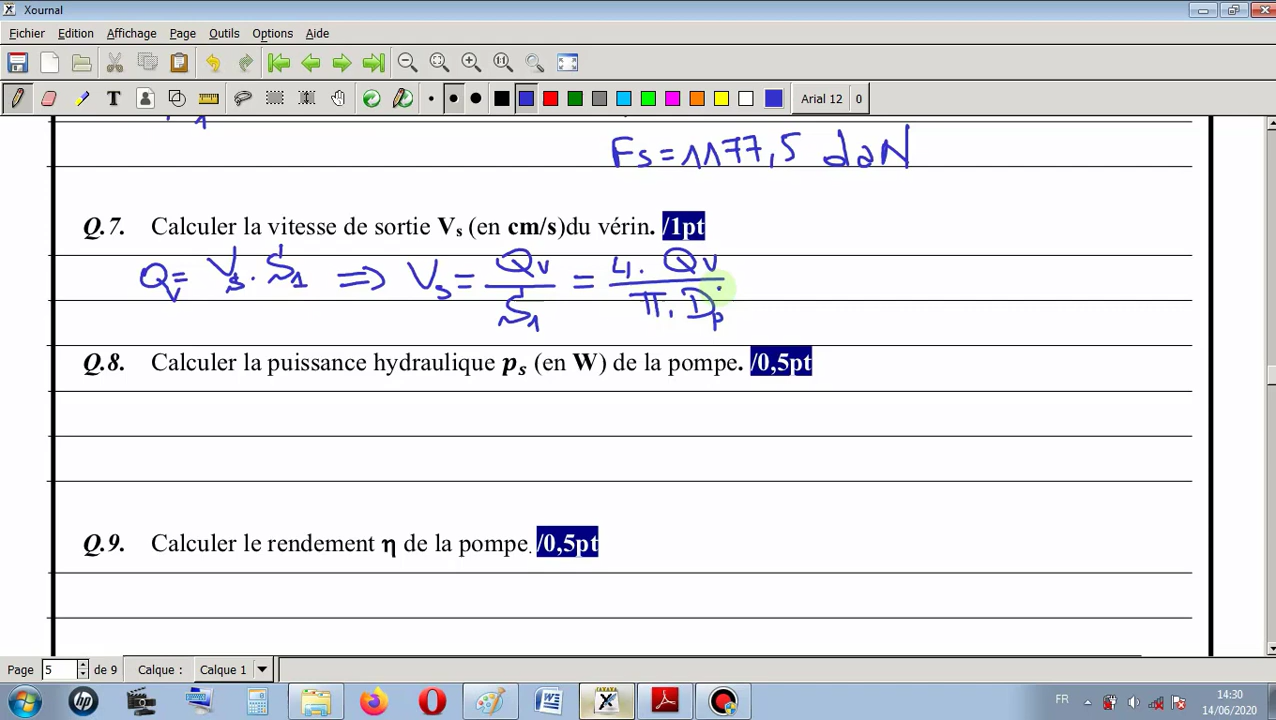 Xournal
Fichier Edition Affichage Page Outils Options Aide
T Arial 12 0
Fs = 1177,5 daN
Q.7. Calculer la vitesse de sortie Vs (en cm/s)du vérin. /1pt
Qv = Vs . S1 ⟹ Vs = Qv / S1 = 4. Qv / π. Dp
Q.8. Calculer la puissance hydraulique ps (en W) de la pompe. /0,5pt
Q.9. Calculer le rendement η de la pompe. /0,5pt
Page 5 de 9 Calque : Calque 1
FR 14:30
14/06/2020